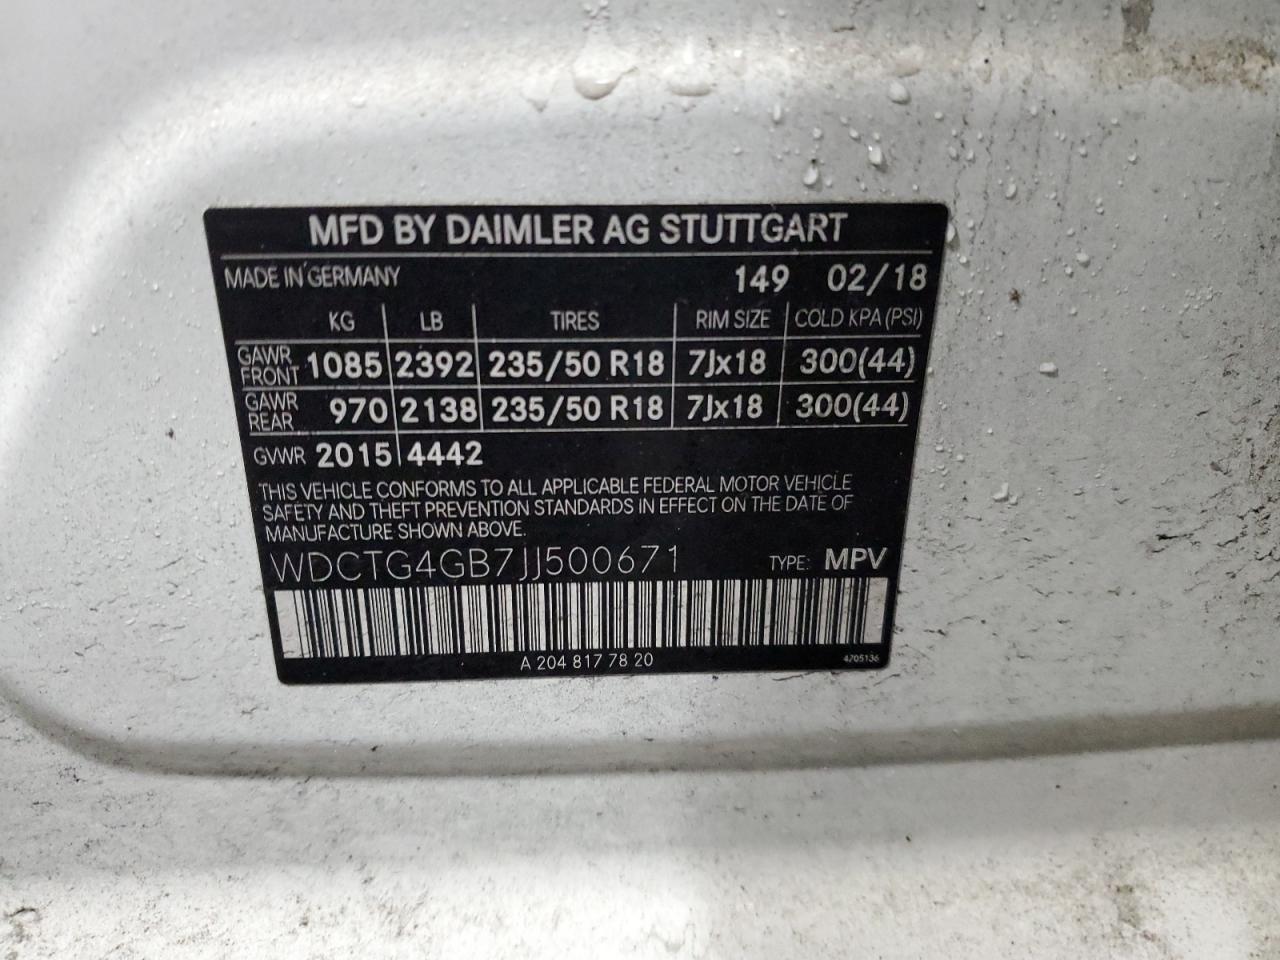 MFD BY DAIMLER AG STUTTGART
MADE IN GERMANY 149 02/18
KG LB TIRES RIM SIZE COLD KPA (PSI)
GAWR FRONT 1085 2392 235/50 R18 7Jx18 300(44)
GAWR REAR 970 2138 235/50 R18 7Jx18 300(44)
GVWR 2015 4442
THIS VEHICLE CONFORMS TO ALL APPLICABLE FEDERAL MOTOR VEHICLE
SAFETY AND THEFT PREVENTION STANDARDS IN EFFECT ON THE DATE OF
MANUFACTURE SHOWN ABOVE.
WDCTG4GB7JJ500671 TYPE: MPV
A 204 817 78 20 4705136